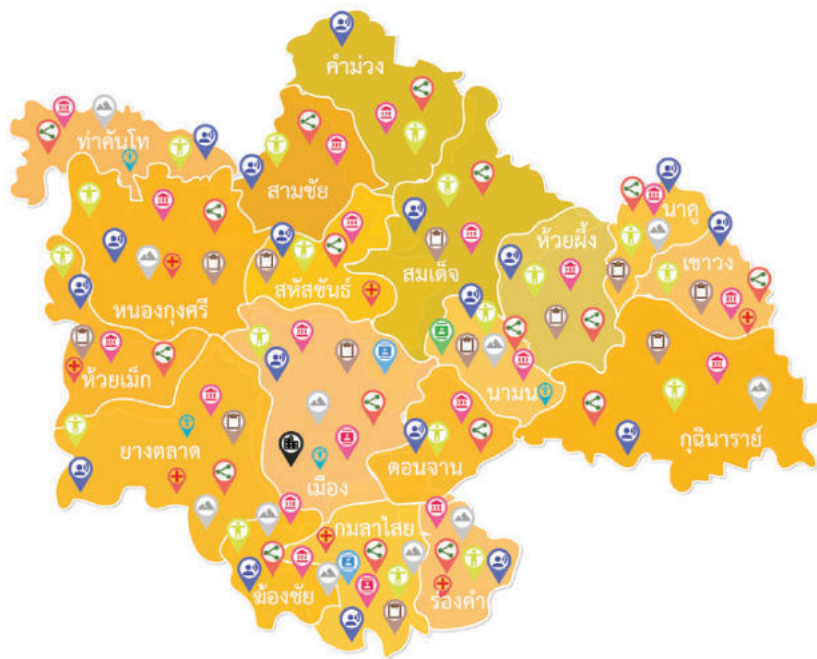 คำม่วง
ท่าคันโท
สามชัย
นาคู
ห้วยผึ้ง
เขาวง
สมเด็จ
สหัสขันธ์
หนองกุงศรี
ห้วยเม็ก
นามน
กุฉินารายณ์
ยางตลาด
ดอนจาน
เมือง
กมลาไสย
ฆ้องชัย
ร่องคำ